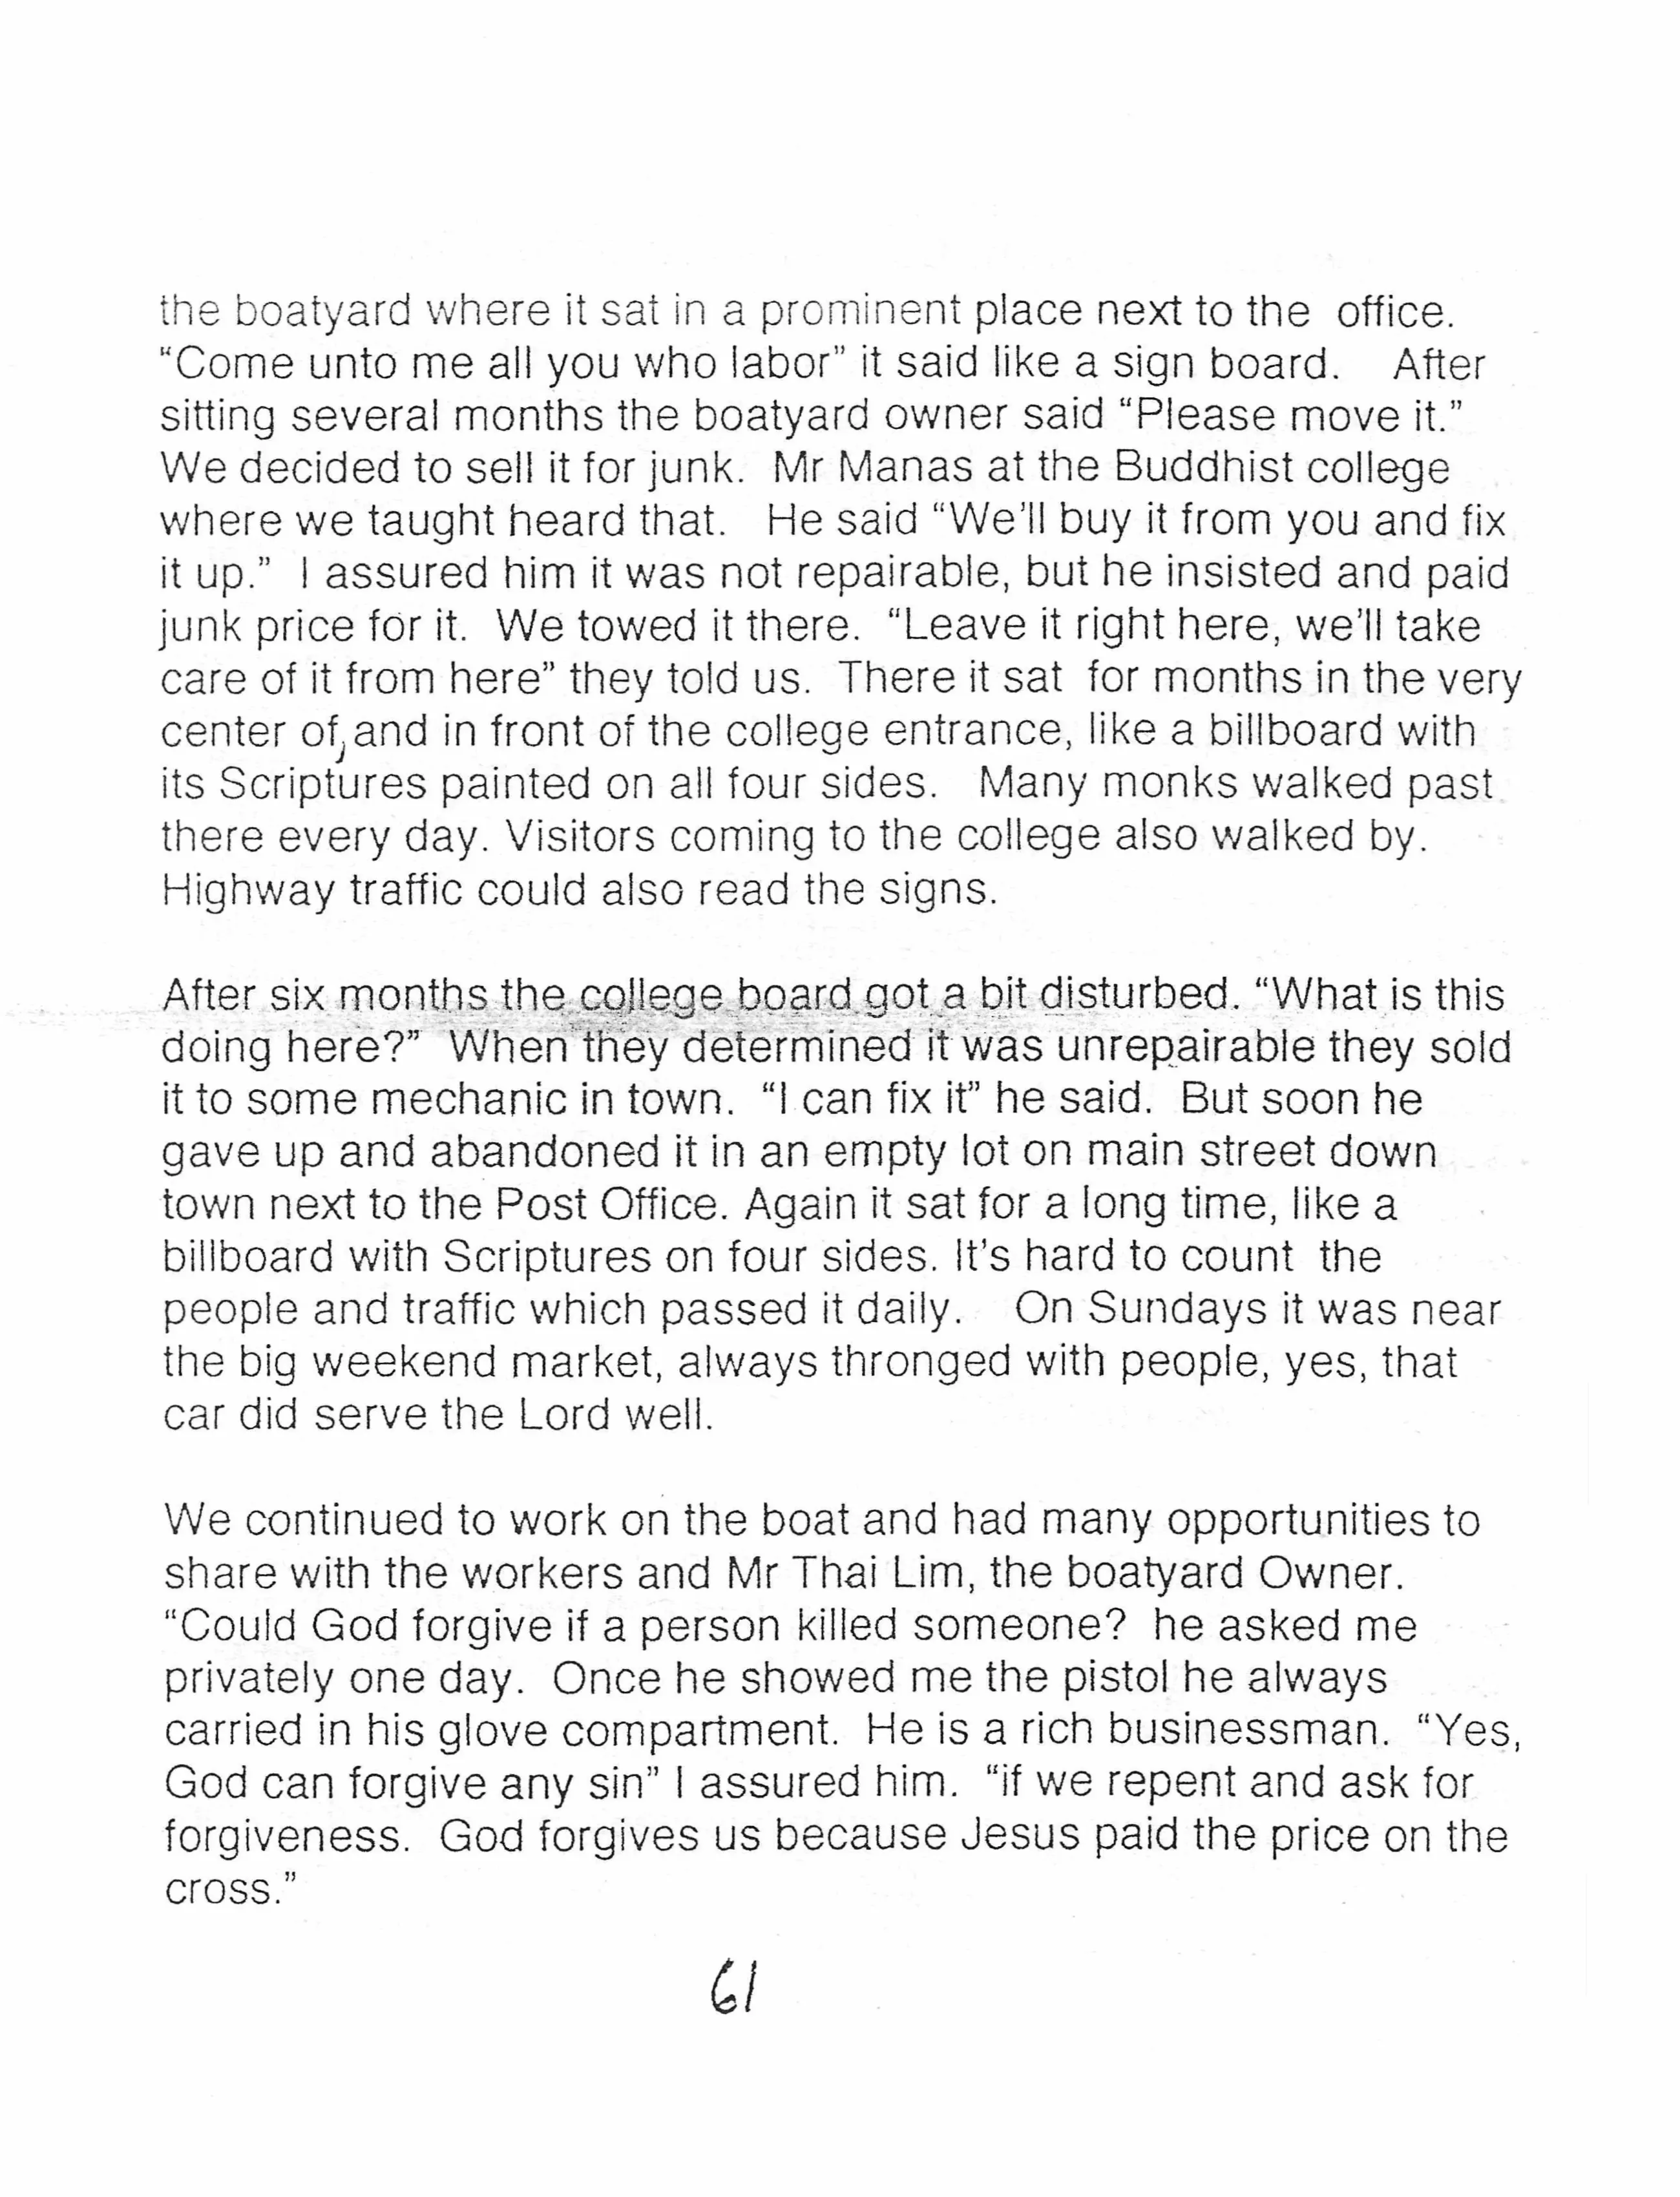 the boatyard where it sat in a prominent place next to the office.
“Come unto me all you who labor” it said like a sign board. After
sitting several months the boatyard owner said “Please move it.”
We decided to sell it for junk. Mr Manas at the Buddhist college
where we taught heard that. He said “We’ll buy it from you and fix
it up.” I assured him it was not repairable, but he insisted and paid
junk price for it. We towed it there. “Leave it right here, we’ll take
care of it from here” they told us. There it sat for months in the very
center of, and in front of the college entrance, like a billboard with
its Scriptures painted on all four sides. Many monks walked past
there every day. Visitors coming to the college also walked by.
Highway traffic could also read the signs.

After six months the college board got a bit disturbed. “What is this
doing here?” When they determined it was unrepairable they sold
it to some mechanic in town. “I can fix it” he said. But soon he
gave up and abandoned it in an empty lot on main street down
town next to the Post Office. Again it sat for a long time, like a
billboard with Scriptures on four sides. It’s hard to count the
people and traffic which passed it daily. On Sundays it was near
the big weekend market, always thronged with people, yes, that
car did serve the Lord well.

We continued to work on the boat and had many opportunities to
share with the workers and Mr Thai Lim, the boatyard Owner.
“Could God forgive if a person killed someone? he asked me
privately one day. Once he showed me the pistol he always
carried in his glove compartment. He is a rich businessman. “Yes,
God can forgive any sin” I assured him. “if we repent and ask for
forgiveness. God forgives us because Jesus paid the price on the
cross.”

61